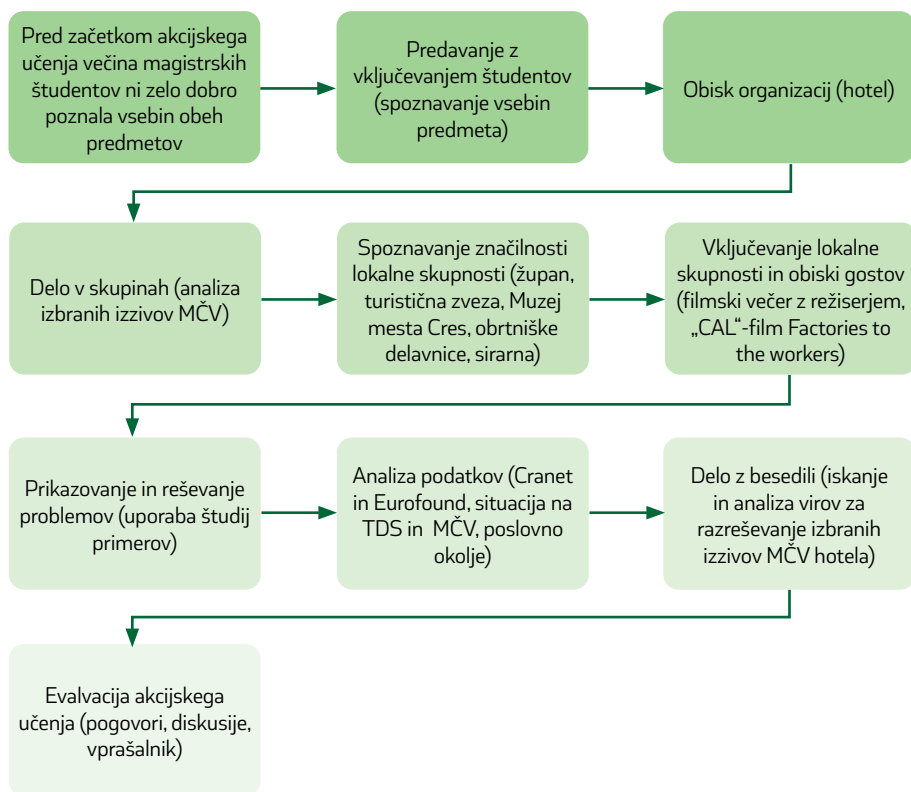 Pred začetkom akcijskega
učenja večina magistrskih
študentov ni zelo dobro
poznala vsebin obeh
predmetov
Predavanje z
vključevanjem študentov
(spoznavanje vsebin
predmeta)
Obisk organizacij (hotel)
Delo v skupinah (analiza
izbranih izzivov MČV)
Spoznavanje značilnosti
lokalne skupnosti (župan,
turistična zveza, Muzej
mesta Cres, obrtniške
delavnice, sirarna)
Vključevanje lokalne
skupnosti in obiski gostov
(filmski večer z režiserjem,
„CAL“-film Factories to
the workers)
Prikazovanje in reševanje
problemov (uporaba študij
primerov)
Analiza podatkov (Cranet
in Eurofound, situacija na
TDS in MČV, poslovno
okolje)
Delo z besedili (iskanje
in analiza virov za
razreševanje izbranih
izzivov MČV hotela)
Evalvacija akcijskega
učenja (pogovori, diskusije,
vprašalnik)